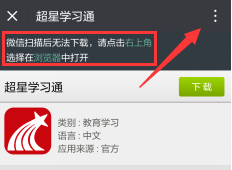 超星学习通
微信扫描后无法下载，请点击右上角
选择在浏览器中打开
超星学习通
下载
类别：教育学习
语言：中文
应用来源：官方